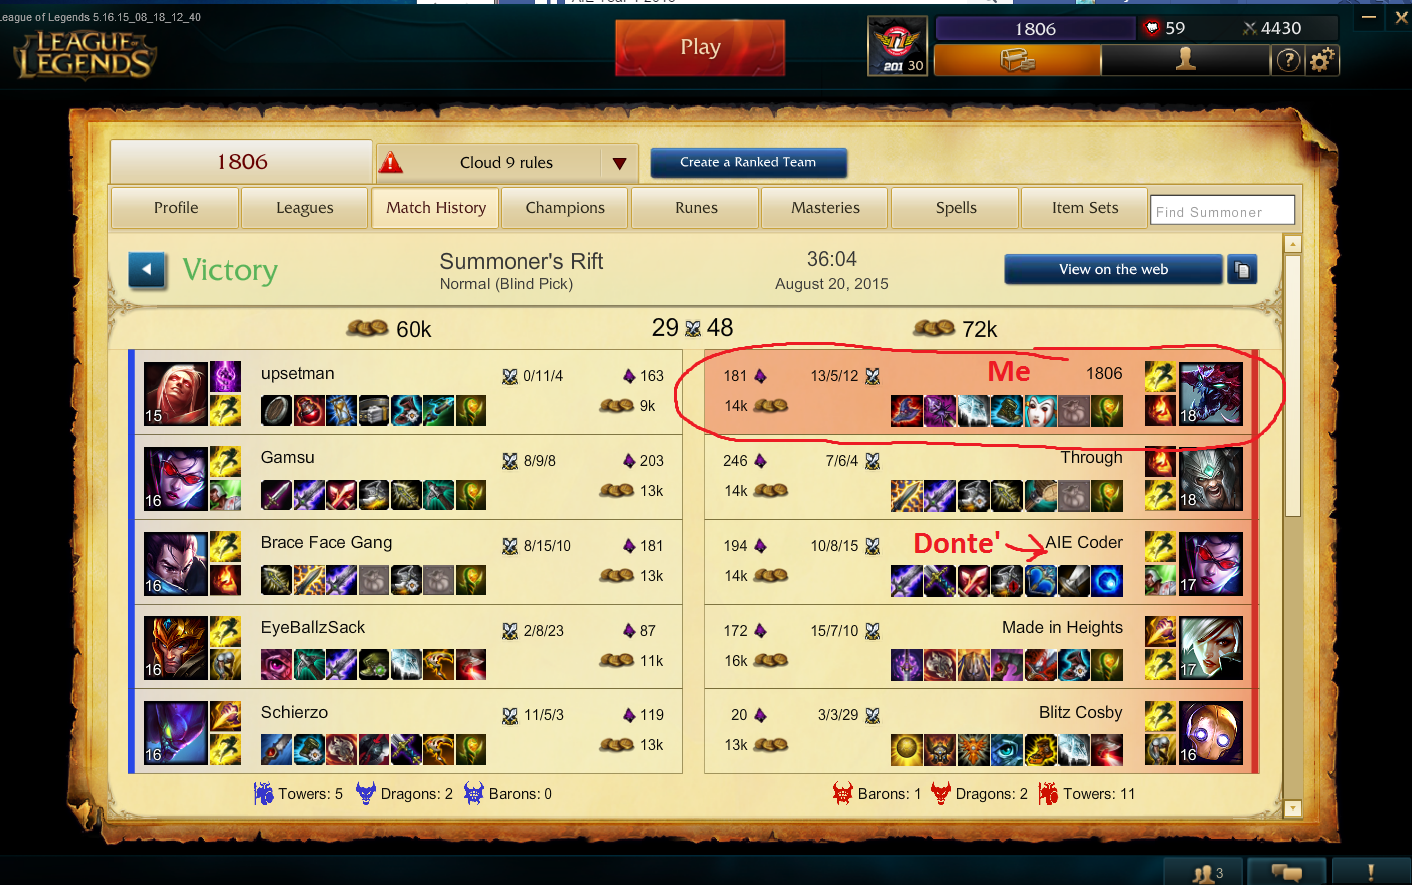 League of Legends 5.16.15_08_18_12_40
LEAGUE OF LEGENDS
Play
201 30
1806
59
4430
?
1806
Cloud 9 rules
Create a Ranked Team
Profile
Leagues
Match History
Champions
Runes
Masteries
Spells
Item Sets
Find Summoner
Victory
Summoner's Rift
Normal (Blind Pick)
36:04
August 20, 2015
View on the web
60k
29 48
72k
15
upsetman
0/11/4
163
9k
181
14k
13/5/12
Me
1806
18
16
Gamsu
8/9/8
203
13k
246
14k
7/6/4
Through
18
16
Brace Face Gang
8/15/10
181
13k
194
14k
10/8/15
Donte'
AIE Coder
17
16
EyeBallzSack
2/8/23
87
11k
172
16k
15/7/10
Made in Heights
17
16
Schierzo
11/5/3
119
13k
20
13k
3/3/29
Blitz Cosby
16
Towers: 5
Dragons: 2
Barons: 0
Barons: 1
Dragons: 2
Towers: 11
3
!